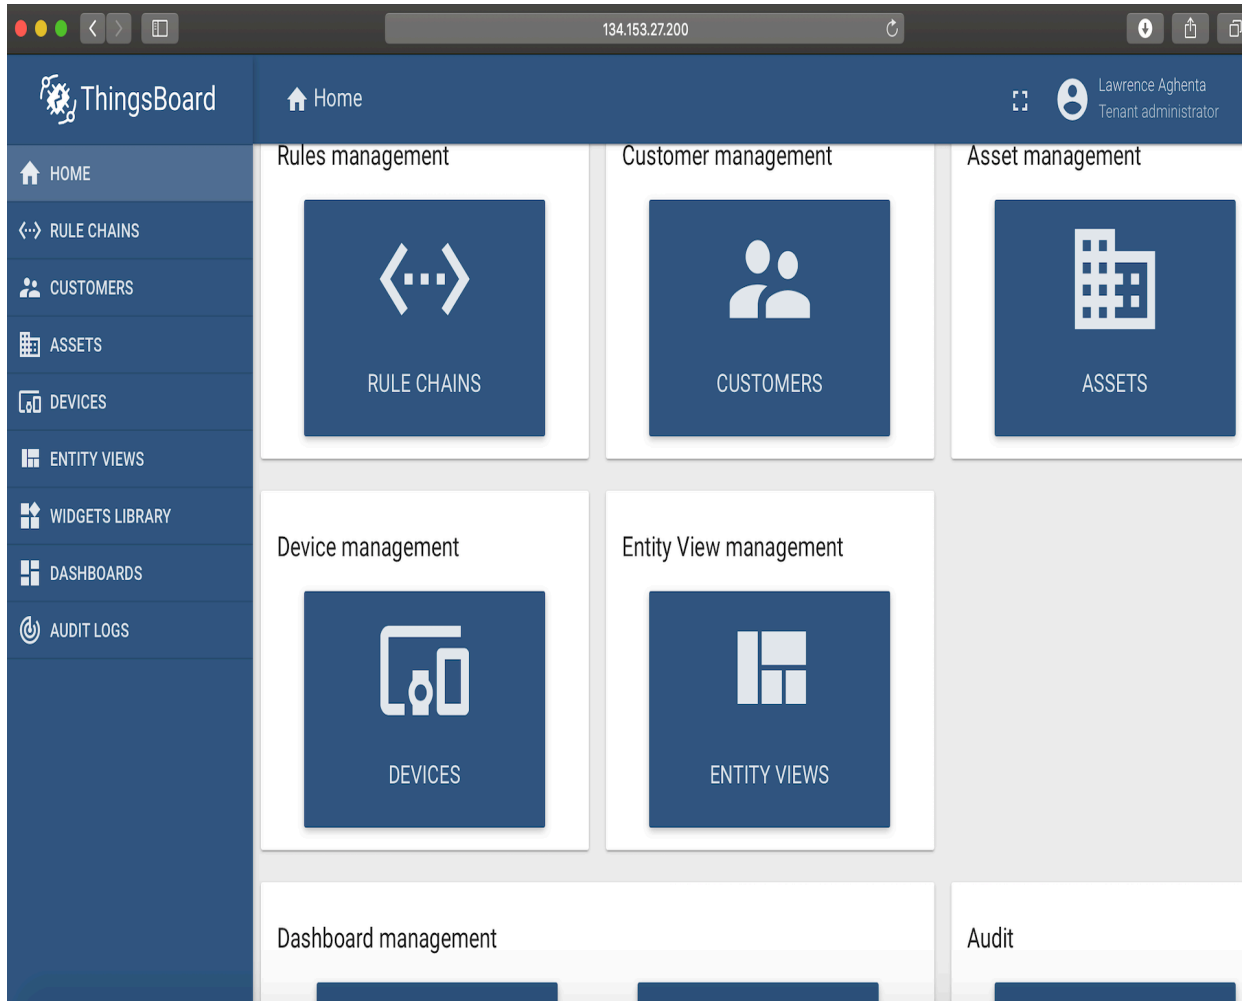 134.153.27.200
ThingsBoard
Home
Lawrence Aghenta
Tenant administrator
HOME
RULE CHAINS
CUSTOMERS
ASSETS
DEVICES
ENTITY VIEWS
WIDGETS LIBRARY
DASHBOARDS
AUDIT LOGS
Rules management
Customer management
Asset management
RULE CHAINS
CUSTOMERS
ASSETS
Device management
Entity View management
DEVICES
ENTITY VIEWS
Dashboard management
Audit